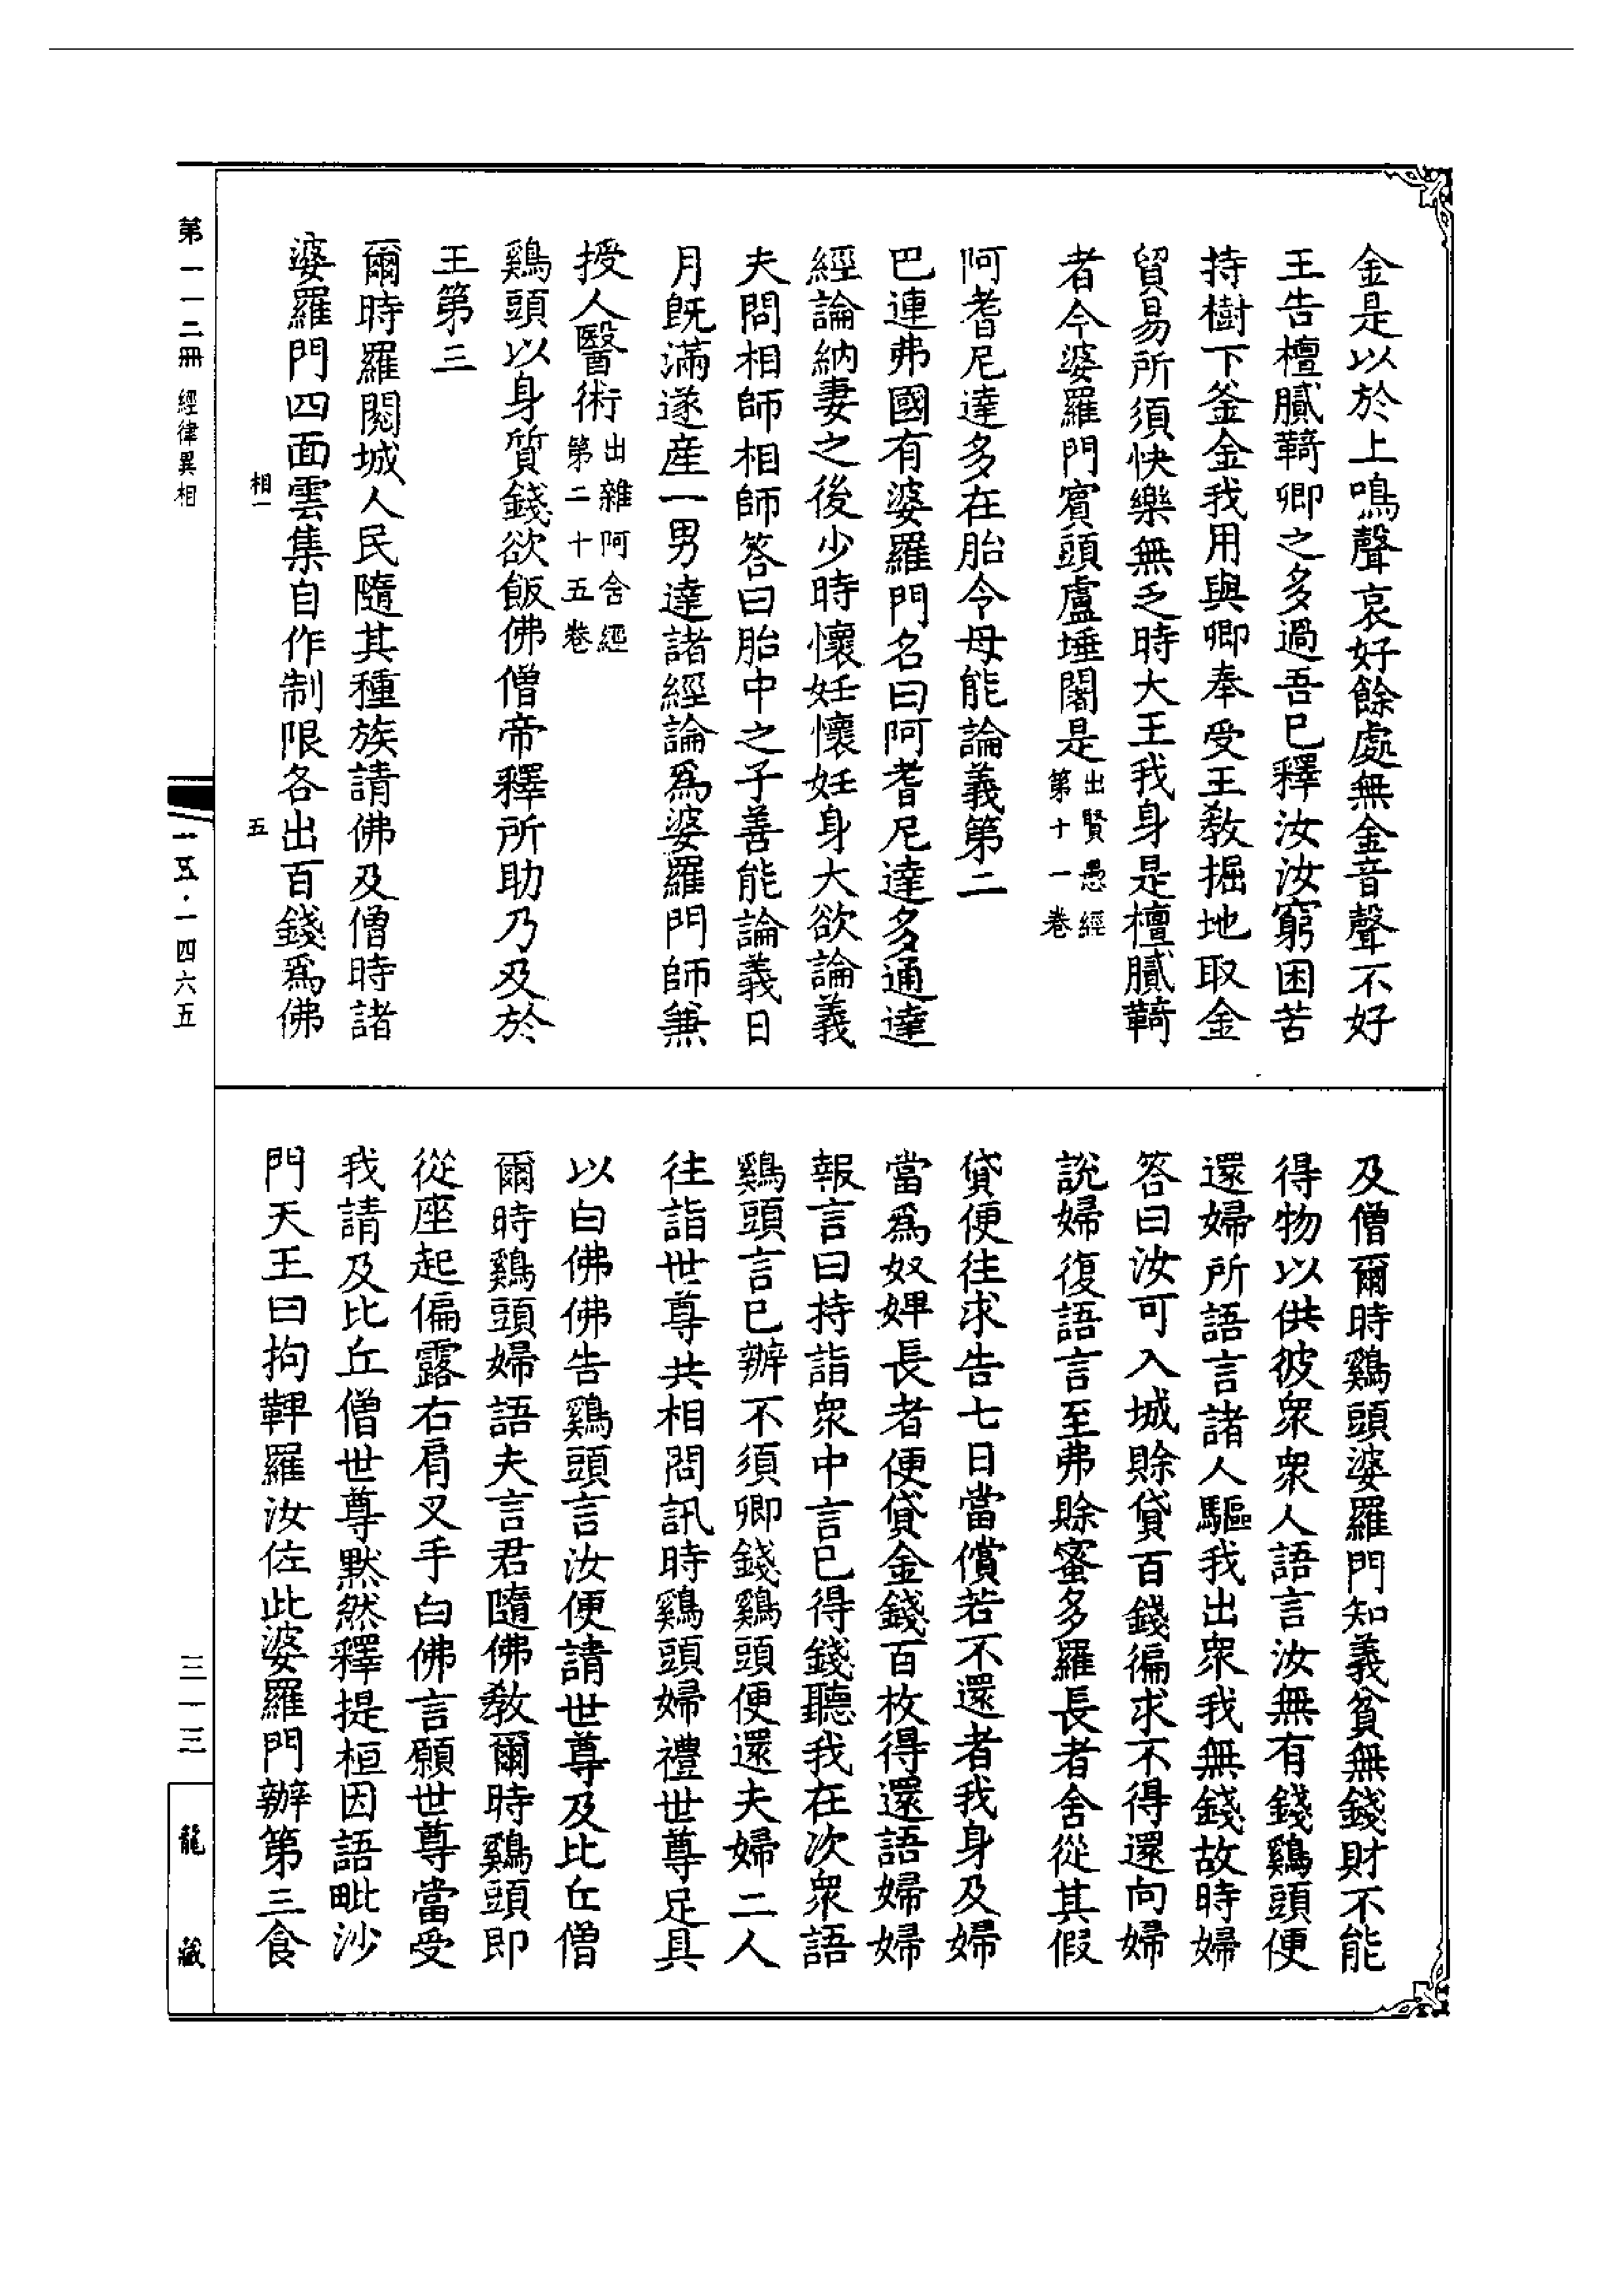 金是以於上鳴聲哀好餘處無金音聲不好
王告檀膩䩭卿之多過吾已釋汝汝窮困苦
持樹下釜金我用與卿奉受王教掘地取金
貿易所須快樂無乏時大王我身是檀膩䩭
者今婆羅門賓頭盧埵闍是出賢愚經
第十一卷
阿耆尼達多在胎令母能論義第二
巴連弗國有婆羅門名曰阿耆尼達多通達
經論納妻之後少時懷妊懷妊身大欲論義
夫問相師相師答曰胎中之子善能論義日
月既滿遂產一男達諸經論爲婆羅門師兼
授人醫術出雜阿含經
第二十五卷
鷄頭以身質錢欲飯佛僧帝釋所助乃及於
王第三
爾時羅閱城人民隨其種族請佛及僧時諸
婆羅門四面雲集自作制限各出百錢爲佛
相一 五
及僧爾時鷄頭婆羅門知義貧無錢財不能
得物以供彼眾眾人語言汝無有錢鷄頭便
還婦所語言諸人驅我出眾我無錢故時婦
答曰汝可入城賒貸百錢徧求不得還向婦
說婦復語言至弗賒蜜多羅長者舍從其假
貸便往求告七日當償若不還者我身及婦
當爲奴婢長者便貸金錢百枚得還語婦婦
報言曰持詣眾中言已得錢聽我在次眾語
鷄頭言已辦不須卿錢鷄頭便還夫婦二人
往詣世尊共相問訊時鷄頭婦禮世尊足具
以白佛佛告鷄頭言汝便請世尊及比丘僧
爾時鷄頭婦語夫言君隨佛教爾時鷄頭即
從座起偏露右肩叉手白佛言願世尊當受
我請及比丘僧世尊默然釋提桓因語毗沙
門天王曰拘鞞羅汝佐此婆羅門辦第三食
第一一二冊 經律異相
一五·一四六五
三一三
龍藏